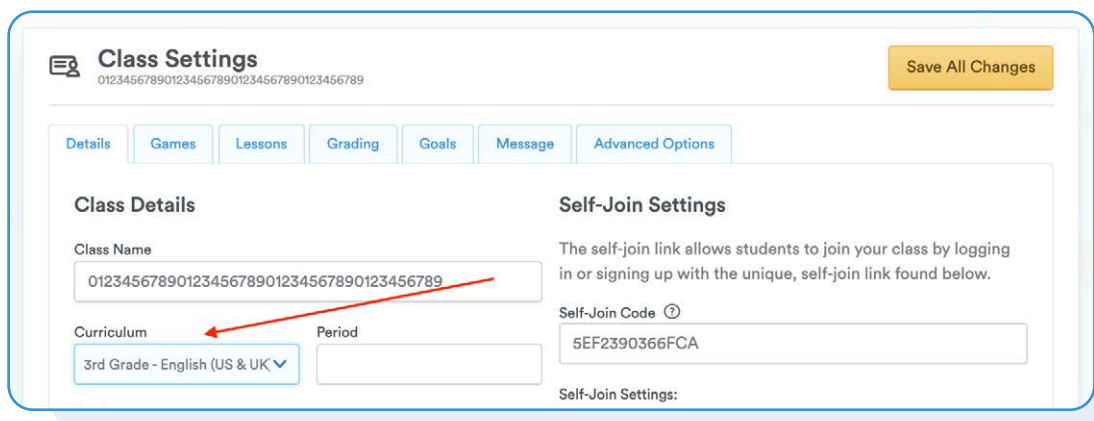 Class Settings
0123456789012345678901234567890123456789
Save All Changes
Details
Games
Lessons
Grading
Goals
Message
Advanced Options
Class Details
Class Name
0123456789012345678901234567890123456789
Curriculum
3rd Grade - English (US & UK)
Period
Self-Join Settings
The self-join link allows students to join your class by logging
in or signing up with the unique, self-join link found below.
Self-Join Code ?
5EF2390366FCA
Self-Join Settings: